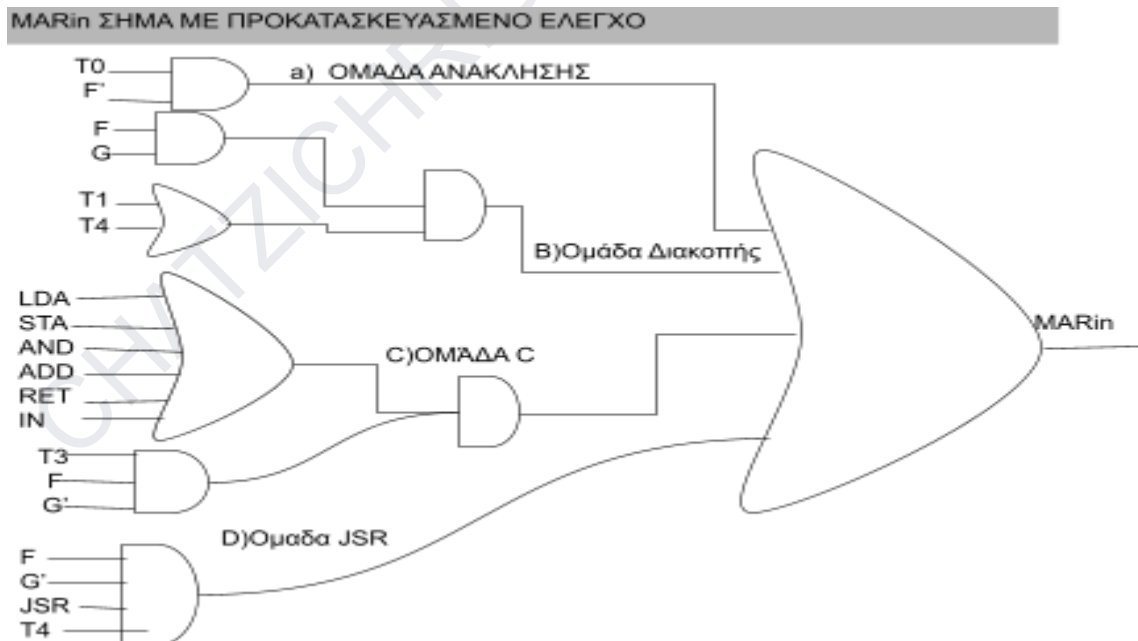 MARin ΣΗΜΑ ΜΕ ΠΡΟΚΑΤΑΣΚΕΥΑΣΜΕΝΟ ΕΛΕΓΧΟ
T0
F'
a) ΟΜΑΔΑ ΑΝΑΚΛΗΣΗΣ
F
G
T1
T4
B)Ομάδα Διακοπής
LDA
STA
AND
ADD
RET
IN
C)ΟΜΆΔΑ C
MARin
T3
F
G'
D)Ομαδα JSR
F
G'
JSR
T4